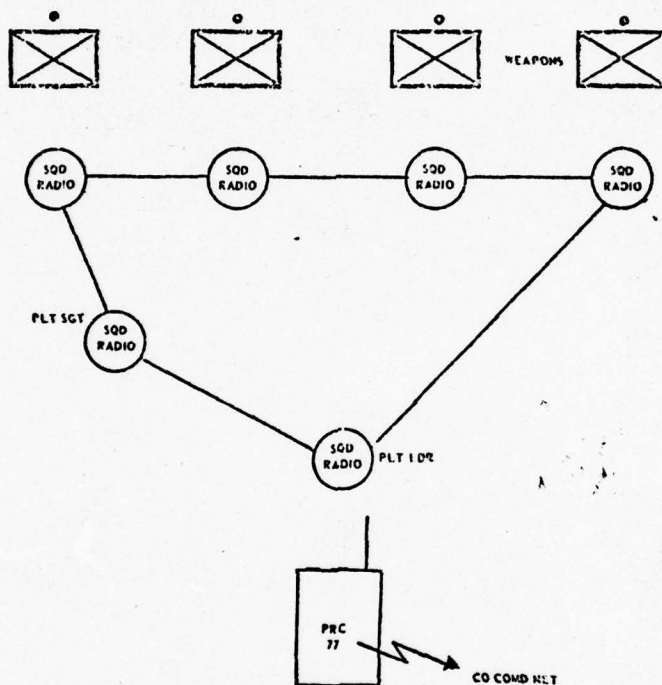 WEAPONS
SQD
RADIO
SQD
RADIO
SQD
RADIO
SQD
RADIO
PLT SGT
SQD
RADIO
SQD
RADIO
PLT LDR
PRC
77
CO COMD NET